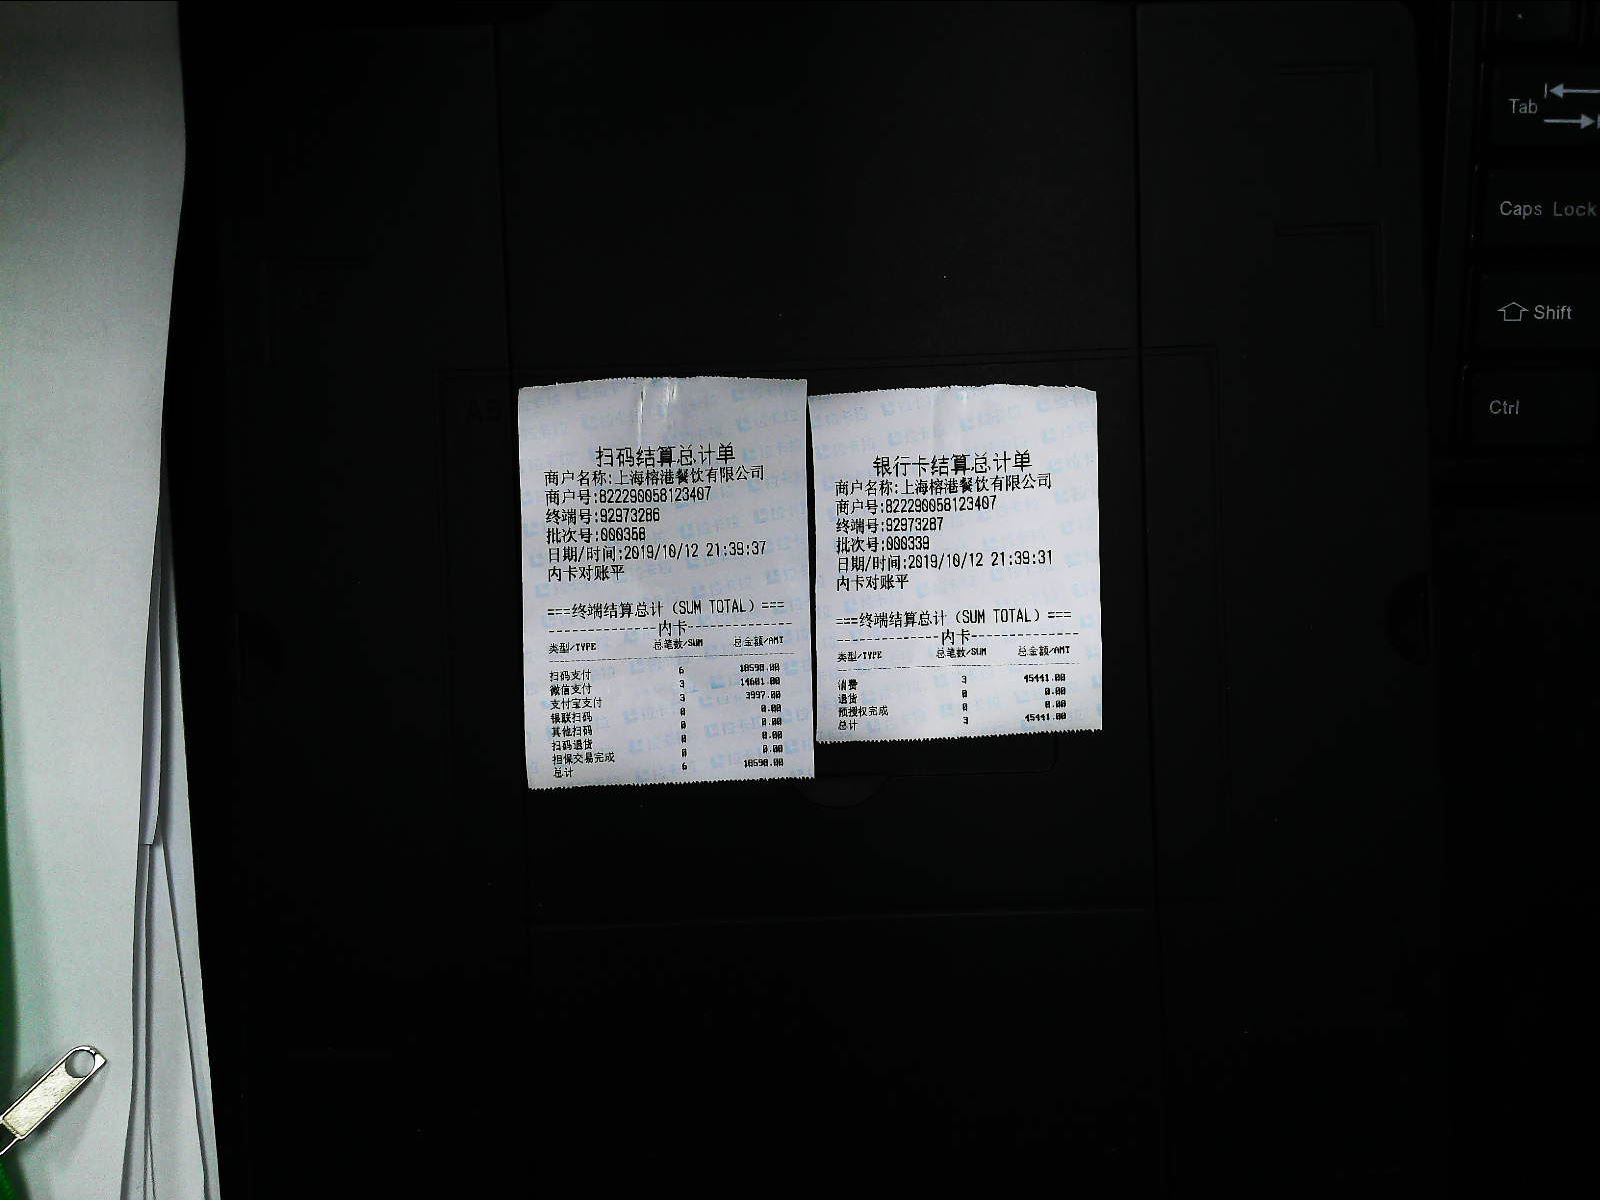 扫码结算总计单
商户名称:上海榕港餐饮有限公司
商户号:822290058123407
终端号:92973286
批次号:000358
日期/时间:2019/10/12 21:39:37
内卡对账平
===终端结算总计（SUM TOTAL）===
---------------内卡---------------
类型/TYPE 总笔数/SUM 总金额/AMT
扫码支付 6 18598.00
微信支付 3 14601.00
支付宝支付 3 3997.00
银联扫码 0 0.00
其他扫码 0 0.00
扫码退货 0 0.00
担保交易完成 0 0.00
总计 6 18598.00
银行卡结算总计单
商户名称:上海榕港餐饮有限公司
商户号:822290058123407
终端号:92973287
批次号:000339
日期/时间:2019/10/12 21:39:31
内卡对账平
===终端结算总计（SUM TOTAL）===
---------------内卡---------------
类型/TYPE 总笔数/SUM 总金额/AMT
消费 3 45441.00
退货 0 0.00
预授权完成 0 0.00
总计 3 45441.00
拉卡拉
A5
Tab
Caps Lock
Shift
Ctrl